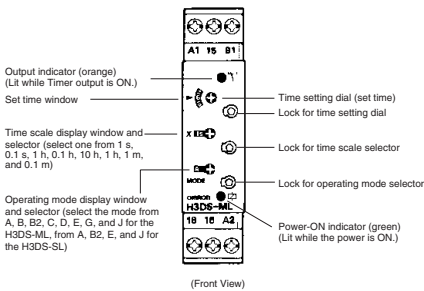 A1 15 B1
Output indicator (orange)
(Lit while Timer output is ON.)
Set time window
Time setting dial (set time)
Lock for time setting dial
Time scale display window and
selector (select one from 1 s,
0.1 s, 1 h, 0.1 h, 10 h, 1 h, 1 m,
and 0.1 m)
X
Lock for time scale selector
MODE
Lock for operating mode selector
Operating mode display window
and selector (select the mode from
A, B, B2, C, D, E, G, and J for the
H3DS-ML, from A, B2, E, and J for
the H3DS-SL)
OMRON
H3DS-ML
18 16 A2
Power-ON indicator (green)
(Lit while the power is ON.)
(Front View)